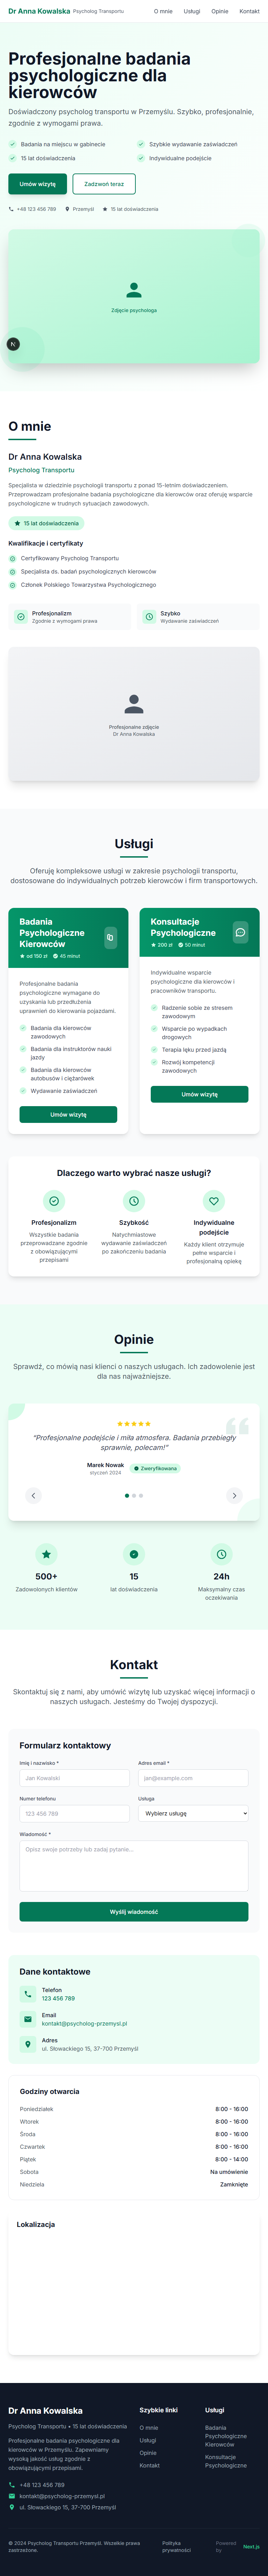 Dr Anna Kowalska Psycholog Transportu
O mnie Usługi Opinie Kontakt
Profesjonalne badania
psychologiczne dla
kierowców
Doświadczony psycholog transportu w Przemyślu. Szybko, profesjonalnie,
zgodnie z wymogami prawa.
Badania na miejscu w gabinecie
Szybkie wydawanie zaświadczeń
15 lat doświadczenia
Indywidualne podejście
Umów wizytę
Zadzwoń teraz
+48 123 456 789 Przemyśl 15 lat doświadczenia
Zdjęcie psychologa
N
O mnie
Dr Anna Kowalska
Psycholog Transportu
Specjalista w dziedzinie psychologii transportu z ponad 15-letnim doświadczeniem.
Przeprowadzam profesjonalne badania psychologiczne dla kierowców oraz oferuję wsparcie
psychologiczne w trudnych sytuacjach zawodowych.
15 lat doświadczenia
Kwalifikacje i certyfikaty
Certyfikowany Psycholog Transportu
Specjalista ds. badań psychologicznych kierowców
Członek Polskiego Towarzystwa Psychologicznego
Profesjonalizm
Zgodnie z wymogami prawa
Szybko
Wydawanie zaświadczeń
Profesjonalne zdjęcie
Dr Anna Kowalska
Usługi
Oferuję kompleksowe usługi w zakresie psychologii transportu,
dostosowane do indywidualnych potrzeb kierowców i firm transportowych.
Badania
Psychologiczne
Kierowców
od 150 zł 45 minut
Profesjonalne badania
psychologiczne wymagane do
uzyskania lub przedłużenia
uprawnień do kierowania pojazdami.
Badania dla kierowców
zawodowych
Badania dla instruktorów nauki
jazdy
Badania dla kierowców
autobusów i ciężarówek
Wydawanie zaświadczeń
Umów wizytę
Konsultacje
Psychologiczne
200 zł 50 minut
Indywidualne wsparcie
psychologiczne dla kierowców i
pracowników transportu.
Radzenie sobie ze stresem
zawodowym
Wsparcie po wypadkach
drogowych
Terapia lęku przed jazdą
Rozwój kompetencji
zawodowych
Umów wizytę
Dlaczego warto wybrać nasze usługi?
Profesjonalizm
Wszystkie badania
przeprowadzane zgodnie
z obowiązującymi
przepisami
Szybkość
Natychmiastowe
wydawanie zaświadczeń
po zakończeniu badania
Indywidualne
podejście
Każdy klient otrzymuje
pełne wsparcie i
profesjonalną opiekę
Opinie
Sprawdź, co mówią nasi klienci o naszych usługach. Ich zadowolenie jest
dla nas najważniejsze.
"Profesjonalne podejście i miła atmosfera. Badania przebiegły
sprawnie, polecam!"
Marek Nowak
styczeń 2024
Zweryfikowana
500+
Zadowolonych klientów
15
lat doświadczenia
24h
Maksymalny czas
oczekiwania
Kontakt
Skontaktuj się z nami, aby umówić wizytę lub uzyskać więcej informacji o
naszych usługach. Jesteśmy do Twojej dyspozycji.
Formularz kontaktowy
Imię i nazwisko *
Adres email *
Jan Kowalski
jan@example.com
Numer telefonu
Usługa
123 456 789
Wybierz usługę
Wiadomość *
Opisz swoje potrzeby lub zadaj pytanie...
Wyślij wiadomość
Dane kontaktowe
Telefon
123 456 789
Email
kontakt@psycholog-przemysl.pl
Adres
ul. Słowackiego 15, 37-700 Przemyśl
Godziny otwarcia
Poniedziałek 8:00 - 16:00
Wtorek 8:00 - 16:00
Środa 8:00 - 16:00
Czwartek 8:00 - 16:00
Piątek 8:00 - 14:00
Sobota Na umówienie
Niedziela Zamknięte
Lokalizacja
Dr Anna Kowalska
Psycholog Transportu • 15 lat doświadczenia
Profesjonalne badania psychologiczne dla
kierowców w Przemyślu. Zapewniamy
wysoką jakość usług zgodnie z
obowiązującymi przepisami.
+48 123 456 789
kontakt@psycholog-przemysl.pl
ul. Słowackiego 15, 37-700 Przemyśl
Szybkie linki
O mnie
Usługi
Opinie
Kontakt
Usługi
Badania
Psychologiczne
Kierowców
Konsultacje
Psychologiczne
© 2024 Psycholog Transportu Przemyśl. Wszelkie prawa
zastrzeżone.
Polityka
prywatności
Powered
by
Next.js